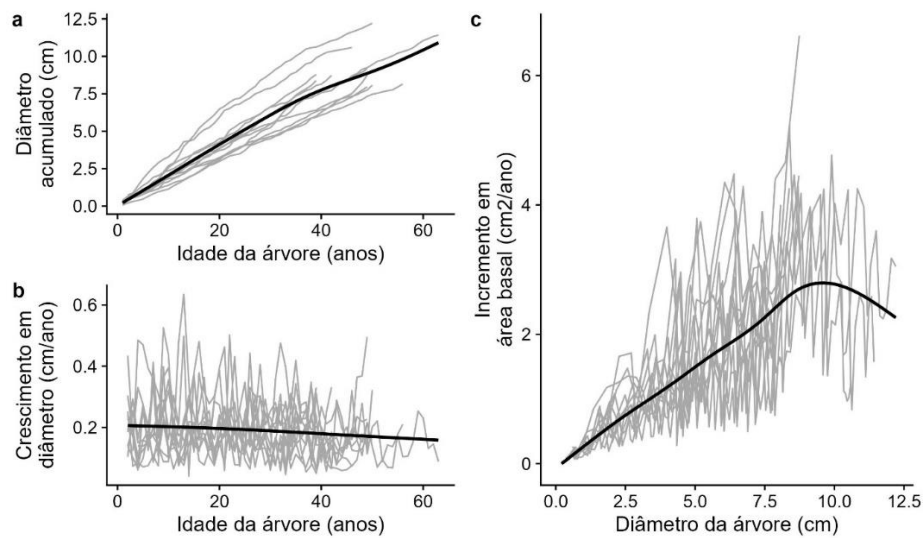 a
Diâmetro
acumulado (cm)
12.5
10.0
7.5
5.0
2.5
0.0
0 20 40 60
Idade da árvore (anos)
b
Crescimento em
diâmetro (cm/ano)
0.6
0.4
0.2
0 20 40 60
Idade da árvore (anos)
c
Incremento em
área basal (cm2/ano)
6
4
2
0
0.0 2.5 5.0 7.5 10.0 12.5
Diâmetro da árvore (cm)